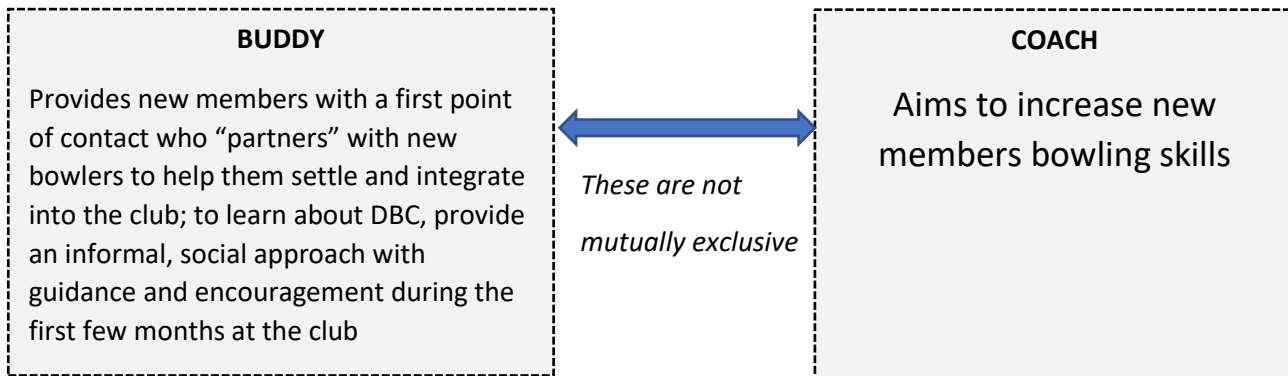 BUDDY
Provides new members with a first point
of contact who “partners” with new
bowlers to help them settle and integrate
into the club; to learn about DBC, provide
an informal, social approach with
guidance and encouragement during the
first few months at the club
These are not
mutually exclusive
COACH
Aims to increase new
members bowling skills